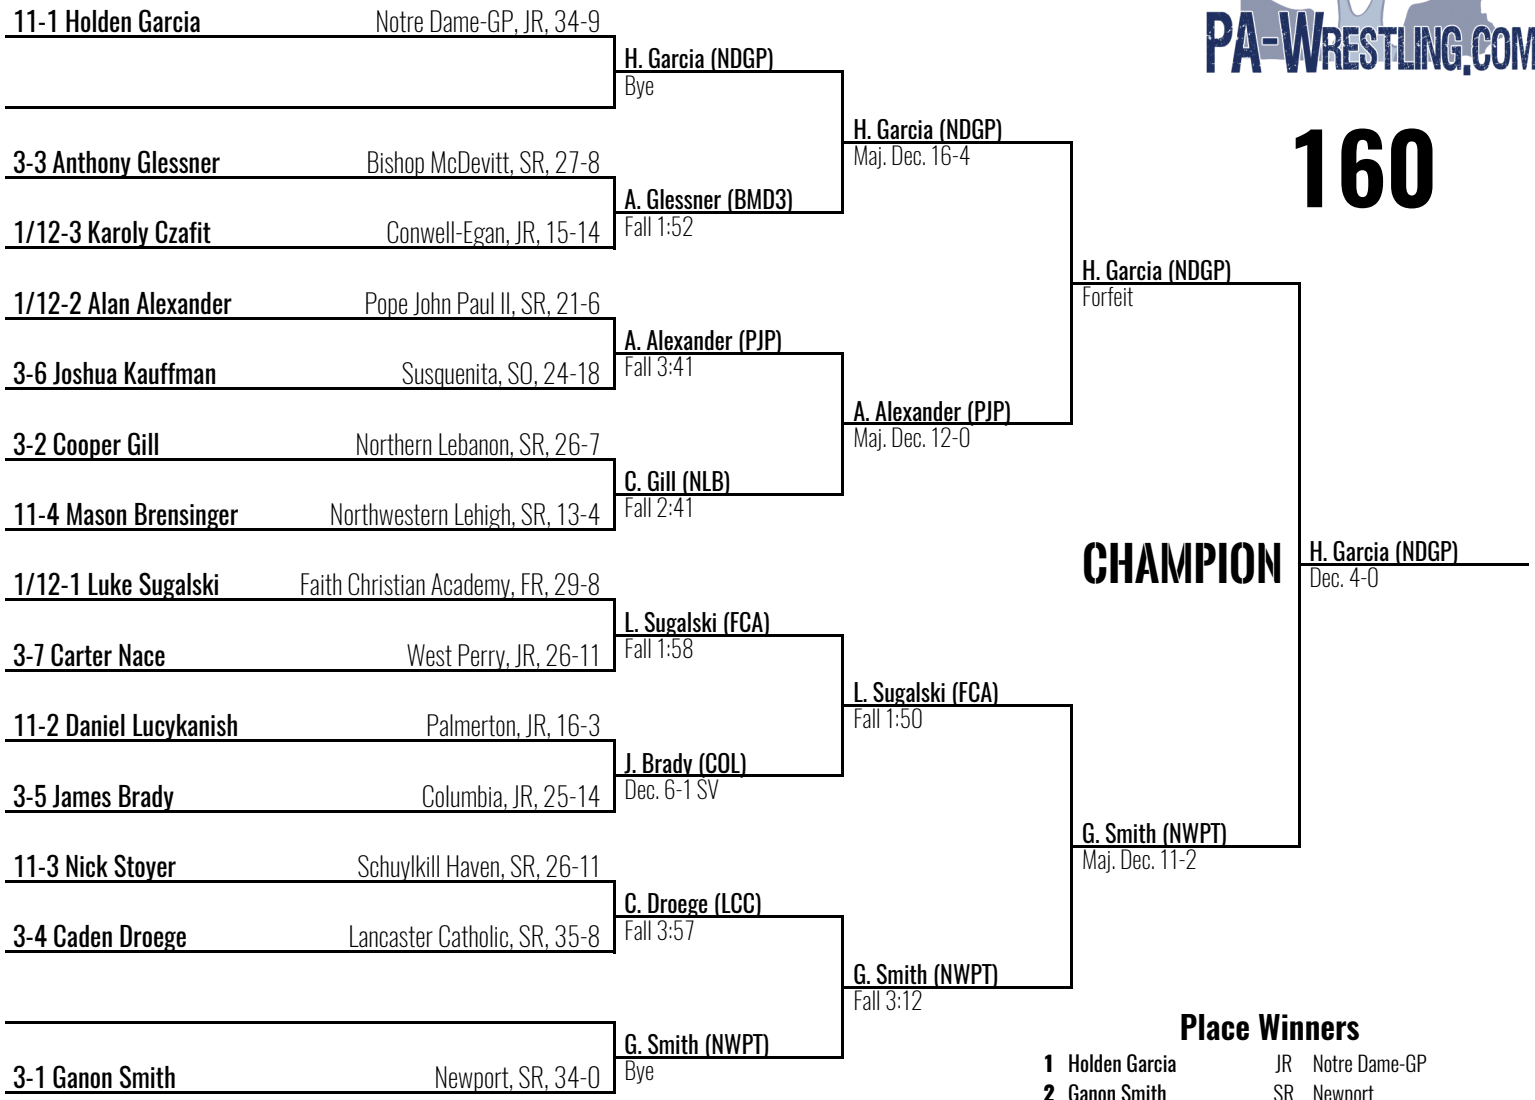 PA-WRESTLING.COM
160
11-1 Holden Garcia Notre Dame-GP, JR, 34-9
H. Garcia (NDGP)
Bye
H. Garcia (NDGP)
Maj. Dec. 16-4
3-3 Anthony Glessner Bishop McDevitt, SR, 27-8
A. Glessner (BMD3)
Fall 1:52
1/12-3 Karoly Czafit Conwell-Egan, JR, 15-14
H. Garcia (NDGP)
Forfeit
1/12-2 Alan Alexander Pope John Paul II, SR, 21-6
A. Alexander (PJP)
Fall 3:41
3-6 Joshua Kauffman Susquenita, SO, 24-18
A. Alexander (PJP)
Maj. Dec. 12-0
3-2 Cooper Gill Northern Lebanon, SR, 26-7
C. Gill (NLB)
Fall 2:41
11-4 Mason Brensinger Northwestern Lehigh, SR, 13-4
CHAMPION
H. Garcia (NDGP)
Dec. 4-0
1/12-1 Luke Sugalski Faith Christian Academy, FR, 29-8
L. Sugalski (FCA)
Fall 1:58
3-7 Carter Nace West Perry, JR, 26-11
L. Sugalski (FCA)
Fall 1:50
11-2 Daniel Lucykanish Palmerton, JR, 16-3
J. Brady (COL)
Dec. 6-1 SV
3-5 James Brady Columbia, JR, 25-14
G. Smith (NWPT)
Maj. Dec. 11-2
11-3 Nick Stoyer Schuylkill Haven, SR, 26-11
C. Droege (LCC)
Fall 3:57
3-4 Caden Droege Lancaster Catholic, SR, 35-8
G. Smith (NWPT)
Fall 3:12
G. Smith (NWPT)
Bye
3-1 Ganon Smith Newport, SR, 34-0
Place Winners
1 Holden Garcia JR Notre Dame-GP
2 Ganon Smith SR Newport